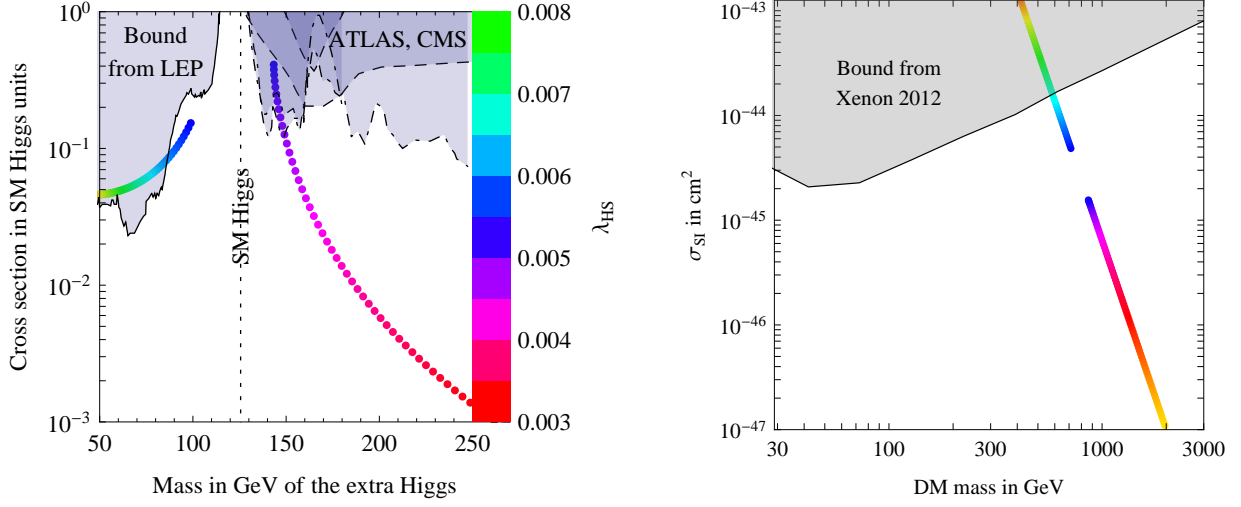 10^0
10^-1
10^-2
10^-3
Cross section in SM Higgs units
Bound
from LEP
ATLAS, CMS
SM Higgs
50 100 150 200 250
Mass in GeV of the extra Higgs
0.008
0.007
0.006
0.005
0.004
0.003
λHS
10^-43
10^-44
10^-45
10^-46
10^-47
σSI in cm^2
Bound from
Xenon 2012
30 100 300 1000 3000
DM mass in GeV